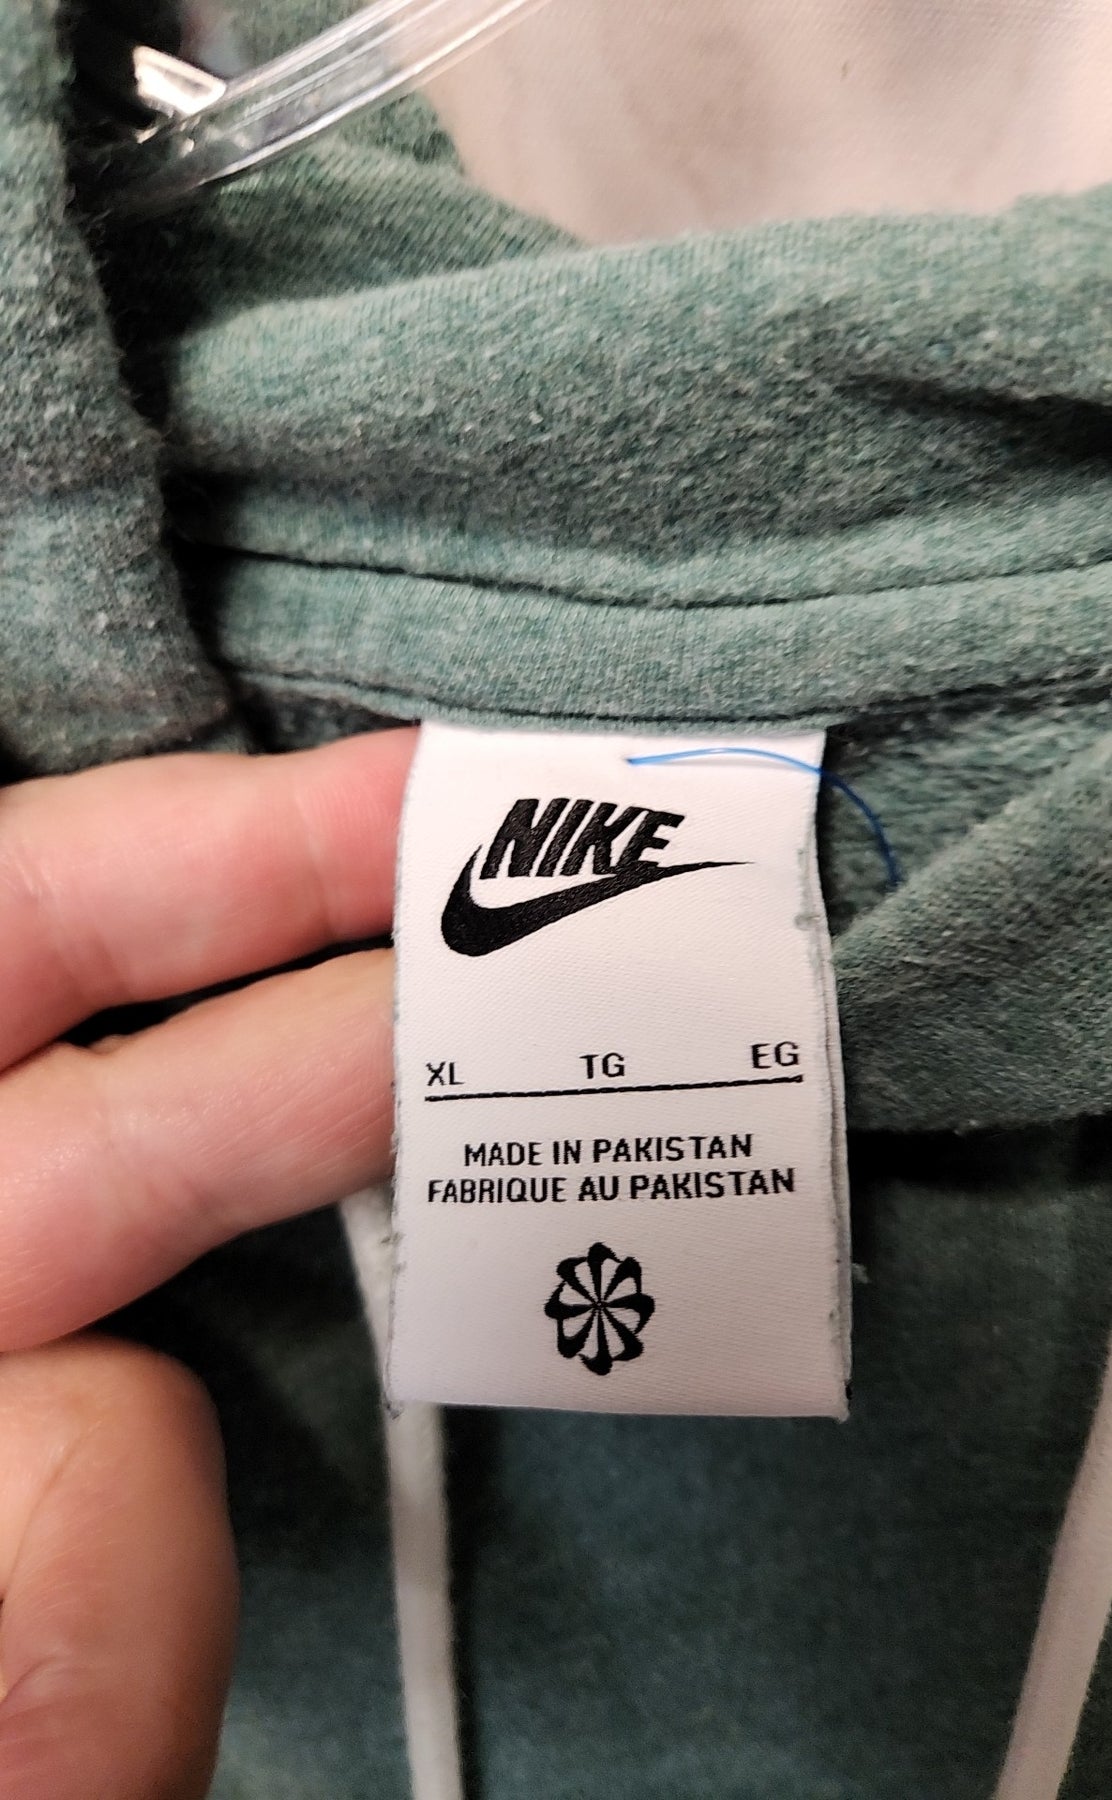 NIKE
XL TG EG
MADE IN PAKISTAN
FABRIQUE AU PAKISTAN